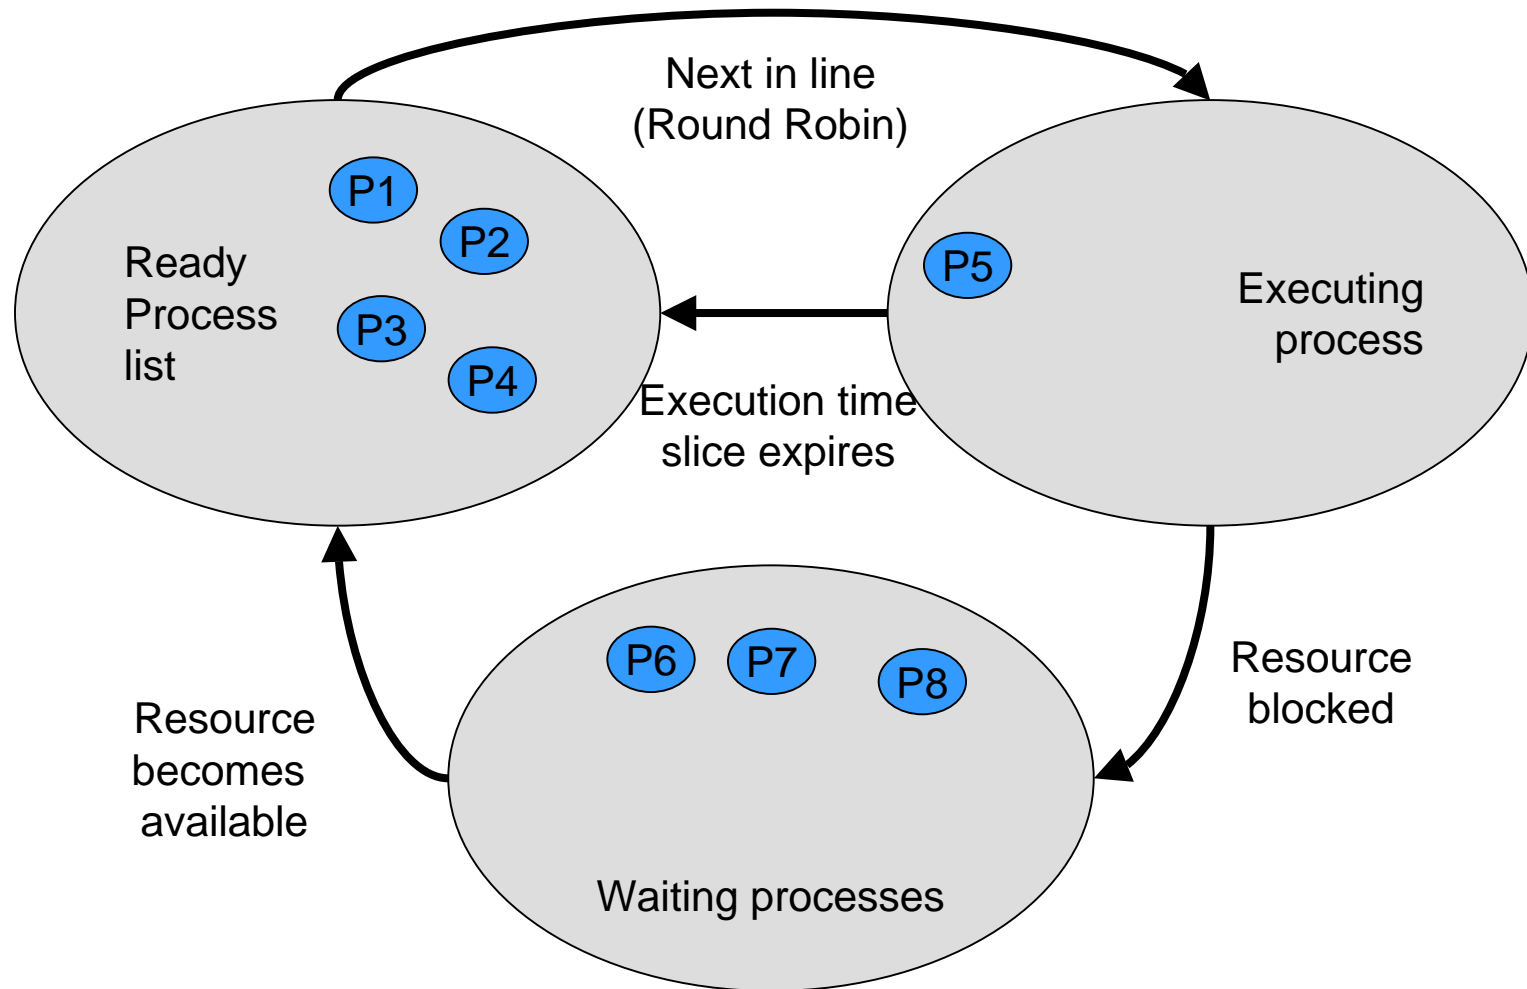 Next in line
(Round Robin)
P1
P2
Ready
Process
list
P3
P4
P5
Executing
process
Execution time
slice expires
P6
P7
P8
Resource
blocked
Resource
becomes
available
Waiting processes